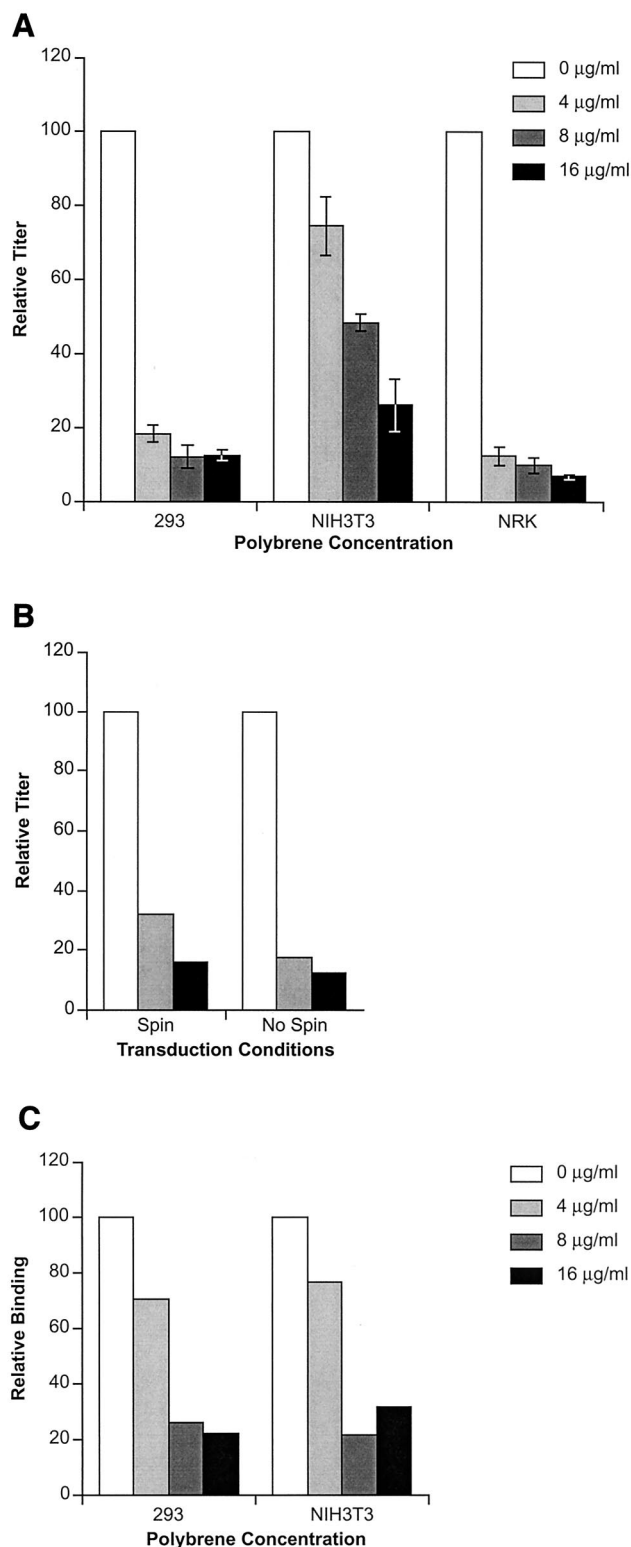 A
120
100
80
60
40
20
0
Relative Titer
0 μg/ml
4 μg/ml
8 μg/ml
16 μg/ml
293 NIH3T3 NRK
Polybrene Concentration
B
120
100
80
60
40
20
0
Relative Titer
Spin No Spin
Transduction Conditions
C
120
100
80
60
40
20
0
Relative Binding
0 μg/ml
4 μg/ml
8 μg/ml
16 μg/ml
293 NIH3T3
Polybrene Concentration